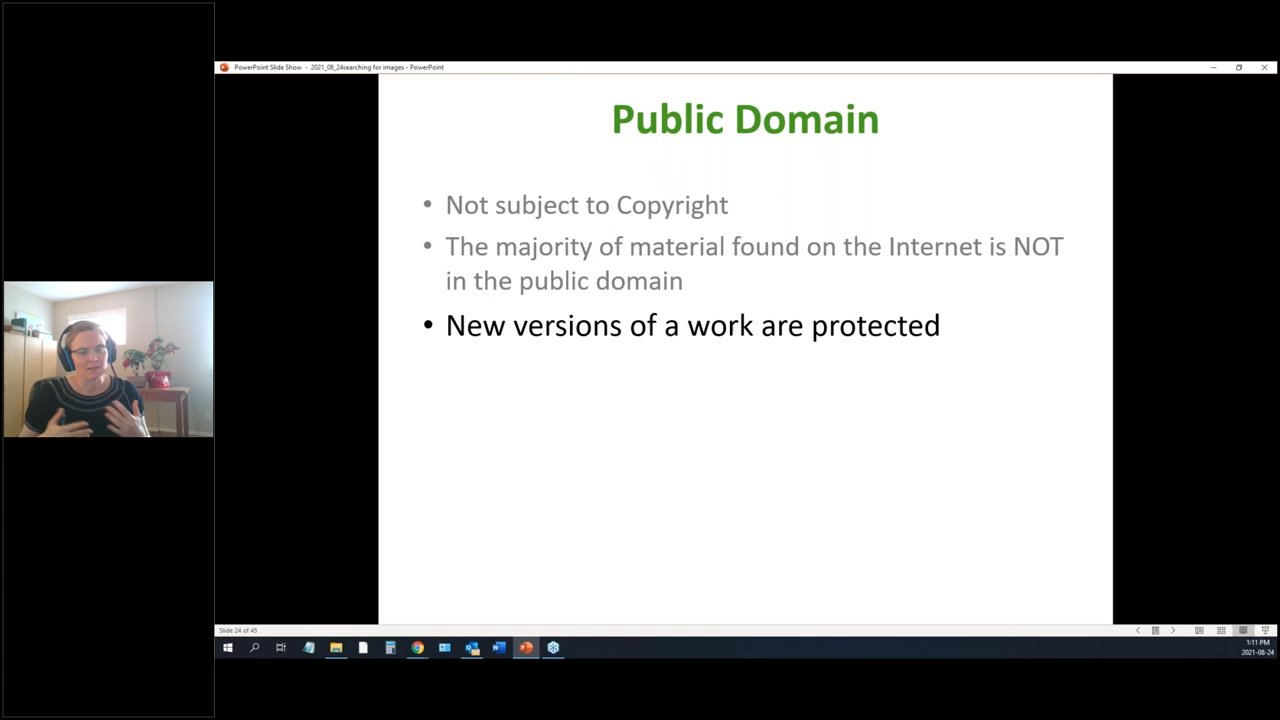 PowerPoint Slide Show - 2021_08_24searching for images - PowerPoint
Public Domain
• Not subject to Copyright
• The majority of material found on the Internet is NOT
in the public domain
• New versions of a work are protected
Slide 24 of 45
1:11 PM
2021-08-24